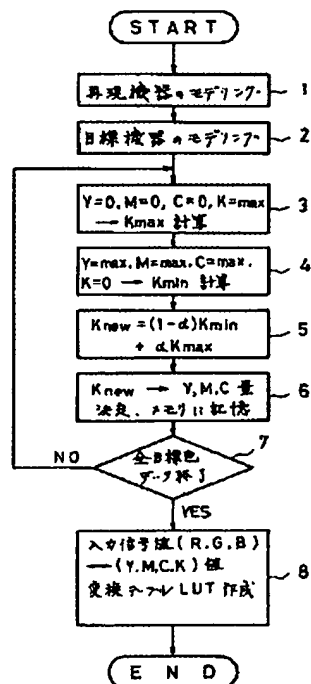 START
再現機器のモデリング
1
目標機器のモデリング
2
Y=0, M=0, C=0, K=max
→ Kmax 計算
3
Y=max, M=max, C=max,
K=0 → Kmin 計算
4
Knew = (1-α)Kmin
+ αKmax
5
Knew → Y, M, C 量
決定、メモリに記憶
6
全目標色
データ終了
7
NO
YES
入力信号値(R.G.B)
→(Y.M.C.K)値
変換テーブルLUT作成
8
END